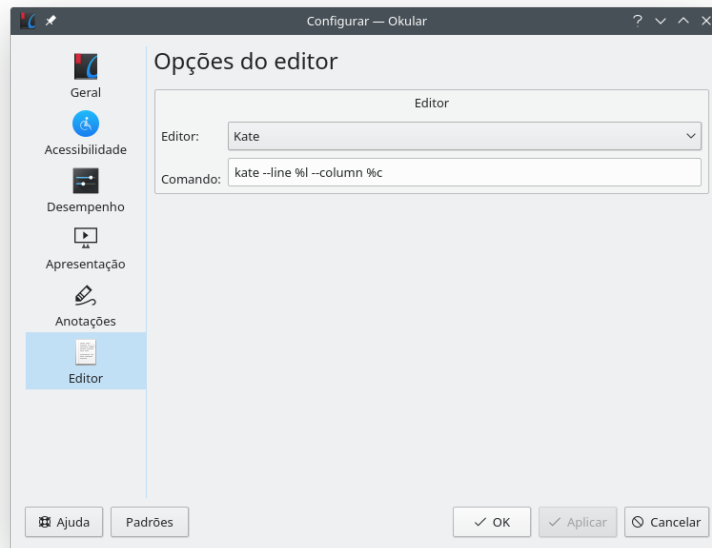 Configurar — Okular
Opções do editor
Geral
Acessibilidade
Desempenho
Apresentação
Anotações
Editor
Editor
Editor:
Kate
Comando:
kate --line %l --column %c
Ajuda
Padrões
OK
Aplicar
Cancelar